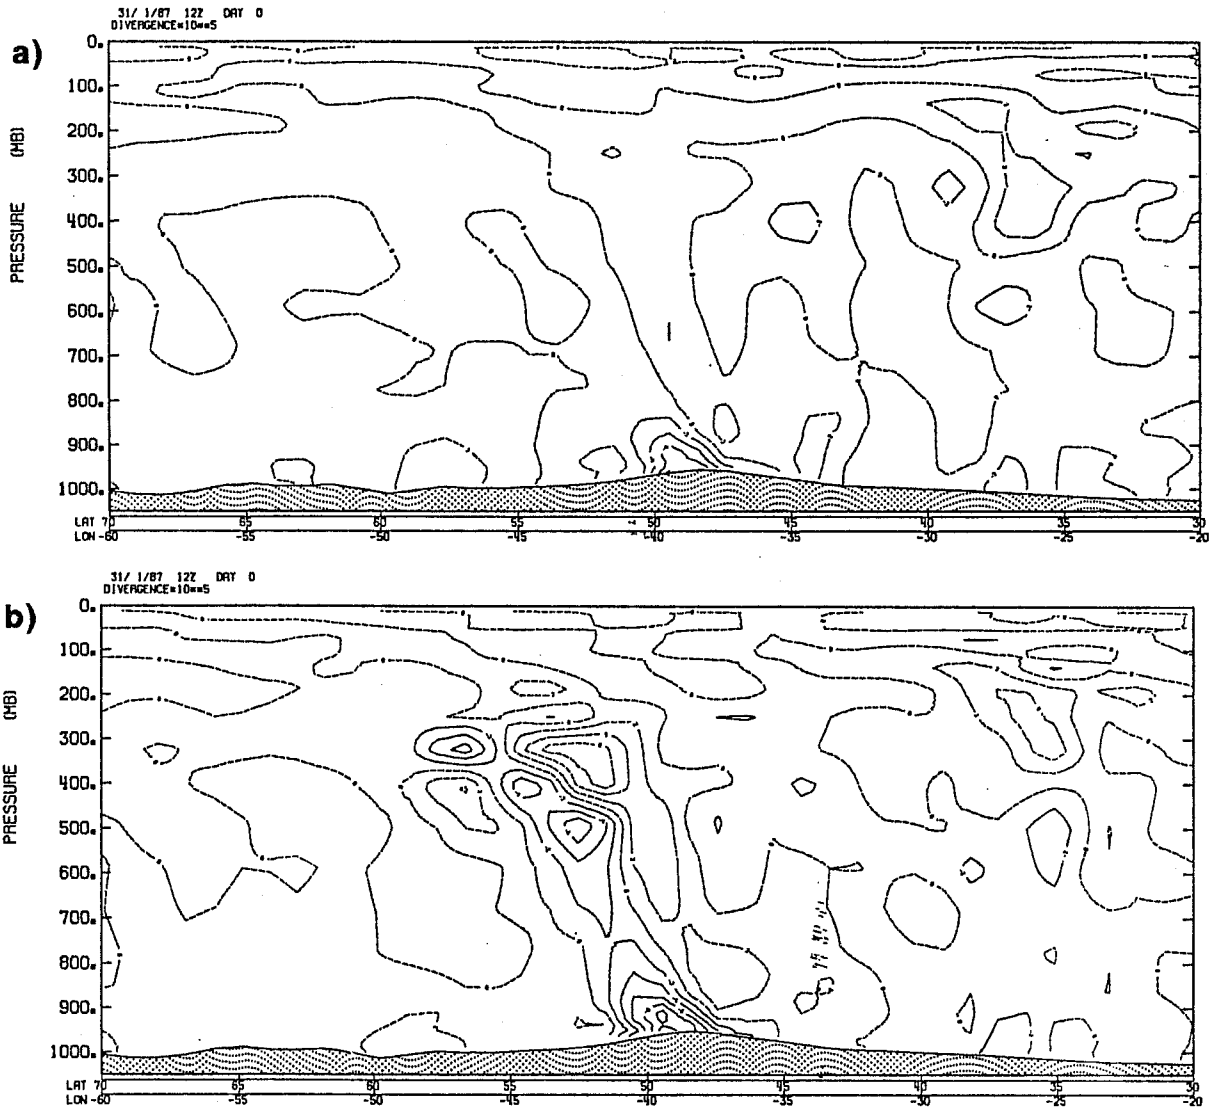 31/ 1/87 12Z DAY 0
DIVERGENCE*10**5
a)
0.
100.
200.
300.
400.
500.
600.
700.
800.
900.
1000.
PRESSURE (MB)
LAT 70 65 60 55 50 45 40 35 30
LON -60 -55 -50 -45 -40 -35 -30 -25 -20
31/ 1/87 12Z DAY 0
DIVERGENCE*10**5
b)
0.
100.
200.
300.
400.
500.
600.
700.
800.
900.
1000.
PRESSURE (MB)
LAT 70 65 60 55 50 45 40 35 30
LON -60 -55 -50 -45 -40 -35 -30 -25 -20